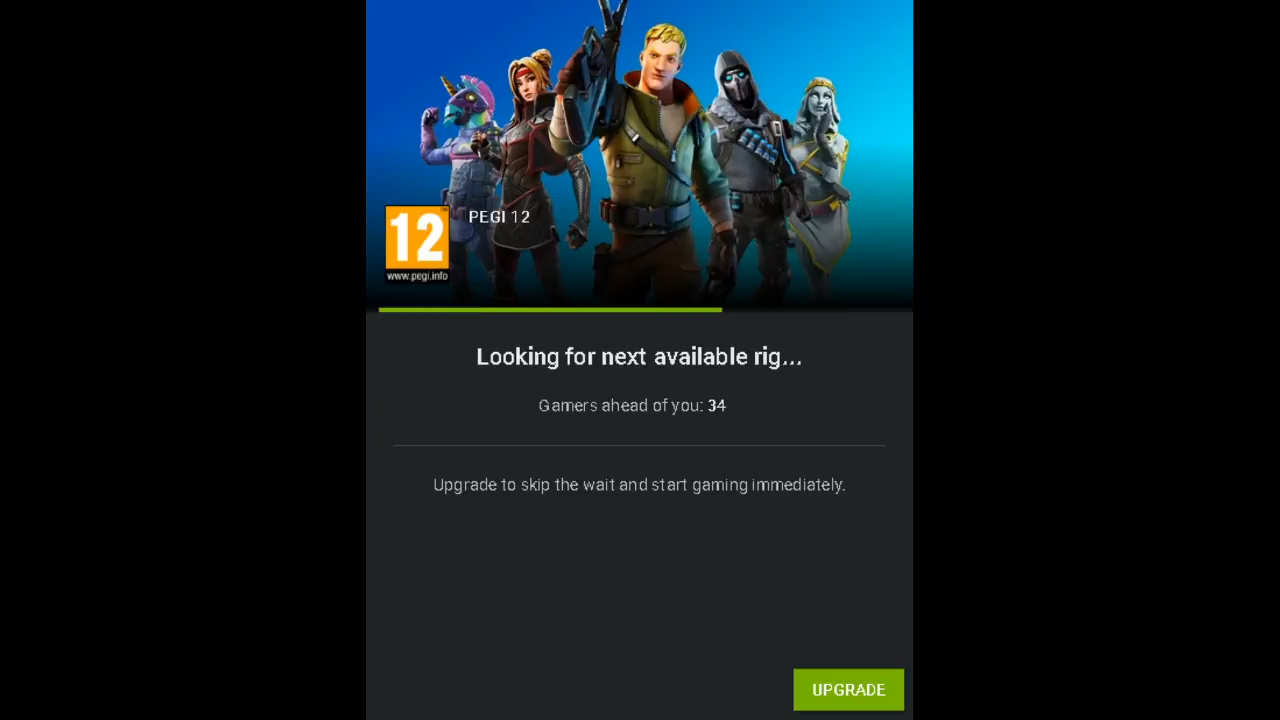 12
PEGI 12
www.pegi.info
Looking for next available rig...
Gamers ahead of you: 34
Upgrade to skip the wait and start gaming immediately.
UPGRADE